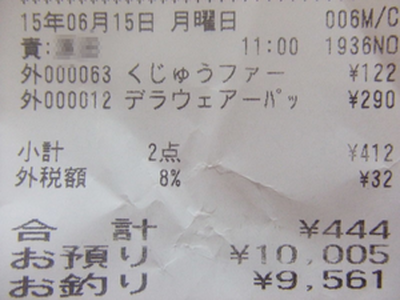 15年06月15日 月曜日 006M/C
責: 11:00 1936NO
外000063 くじゅうファー ¥122
外000012 デラウェアーパッ ¥290
小計 2点 ¥412
外税額 8% ¥32
合計 ¥444
お預り ¥10,005
お釣り ¥9,561